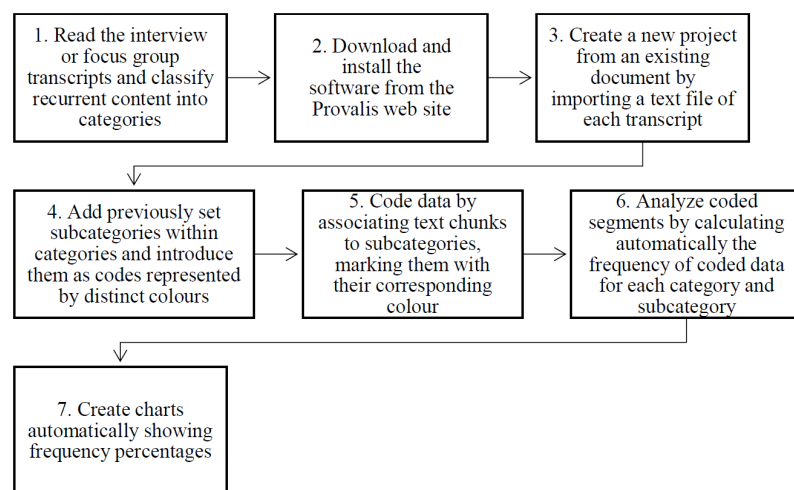 1. Read the interview
or focus group
transcripts and classify
recurrent content into
categories
2. Download and
install the
software from the
Provalis web site
3. Create a new project
from an existing
document by
importing a text file of
each transcript
4. Add previously set
subcategories within
categories and introduce
them as codes represented
by distinct colours
5. Code data by
associating text chunks
to subcategories,
marking them with
their corresponding
colour
6. Analyze coded
segments by calculating
automatically the
frequency of coded data
for each category and
subcategory
7. Create charts
automatically showing
frequency percentages